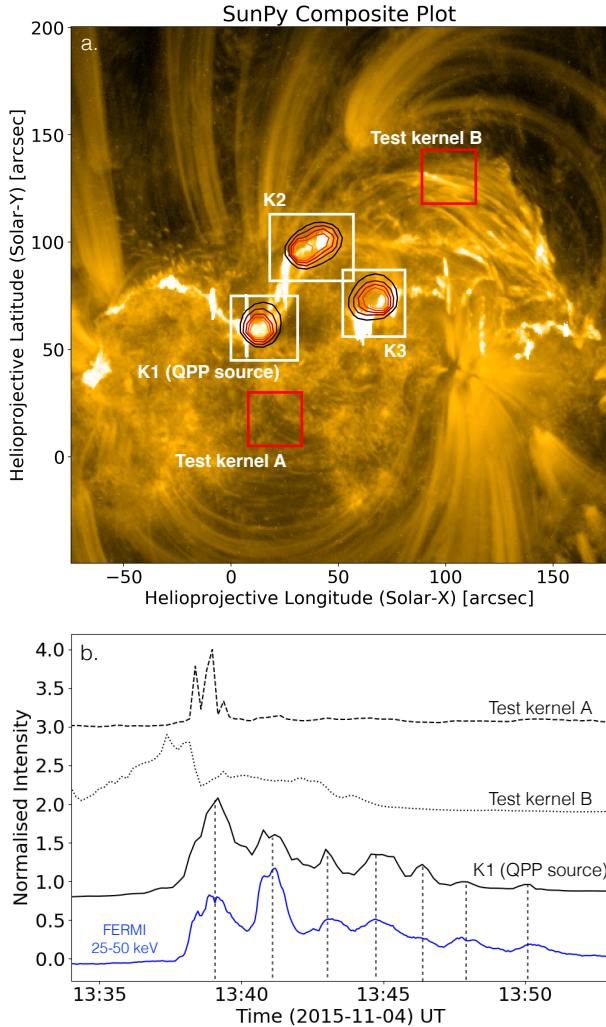 SunPy Composite Plot
a.
200
150
100
50
0
Helioprojective Latitude (Solar-Y) [arcsec]
Test kernel B
K2
K3
K1 (QPP source)
Test kernel A
−50
0
50
100
150
Helioprojective Longitude (Solar-X) [arcsec]
b.
4.0
3.5
3.0
2.5
2.0
1.5
1.0
0.5
0.0
Normalised Intensity
Test kernel A
Test kernel B
K1 (QPP source)
FERMI
25-50 keV
13:35
13:40
13:45
13:50
Time (2015-11-04) UT